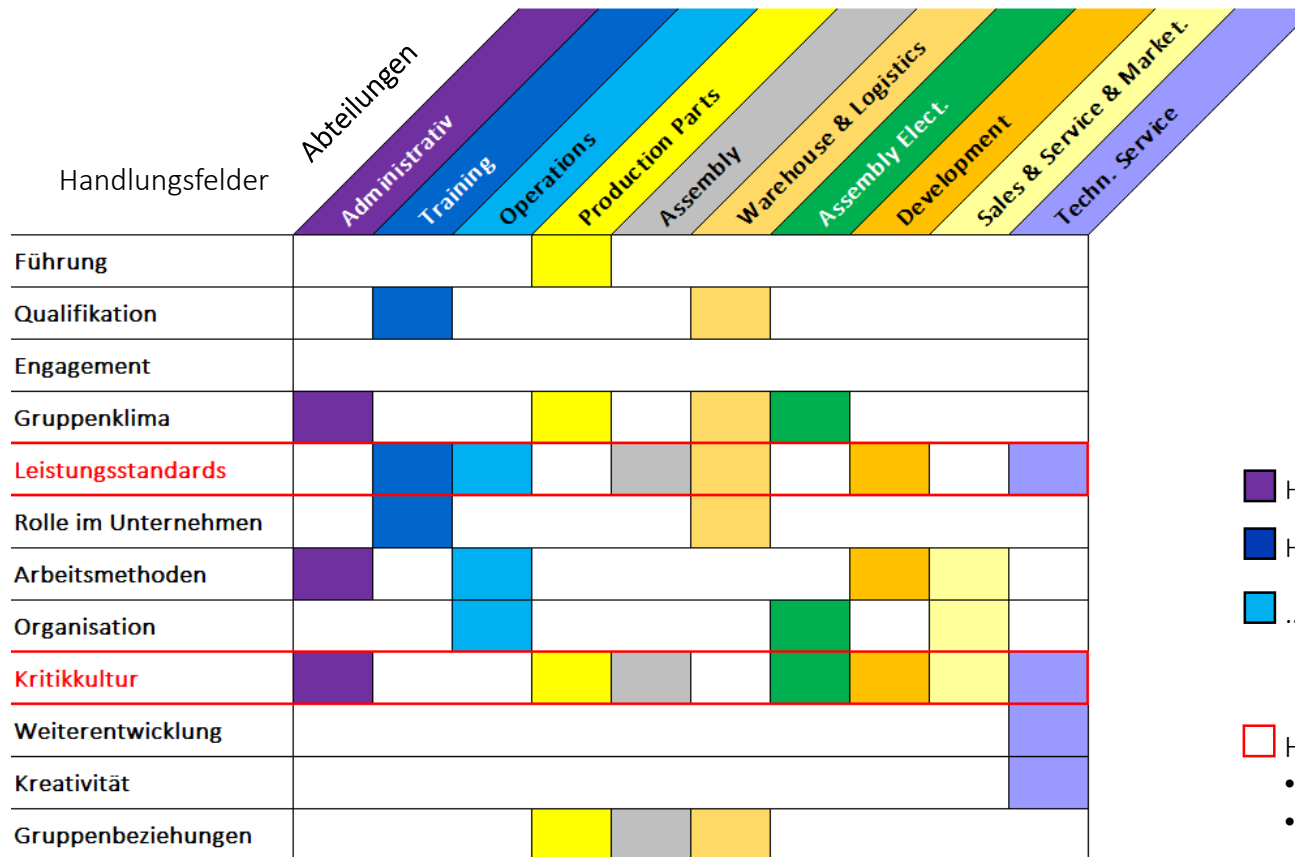 Abteilungen
Handlungsfelder
Administrativ
Training
Operations
Production Parts
Assembly
Warehouse & Logistics
Assembly Elect.
Development
Sales & Service & Market.
Techn. Service
Führung
Qualifikation
Engagement
Gruppenklima
Leistungsstandards
Rolle im Unternehmen
Arbeitsmethoden
Organisation
Kritikkultur
Weiterentwicklung
Kreativität
Gruppenbeziehungen
H
H
..
H
•
•